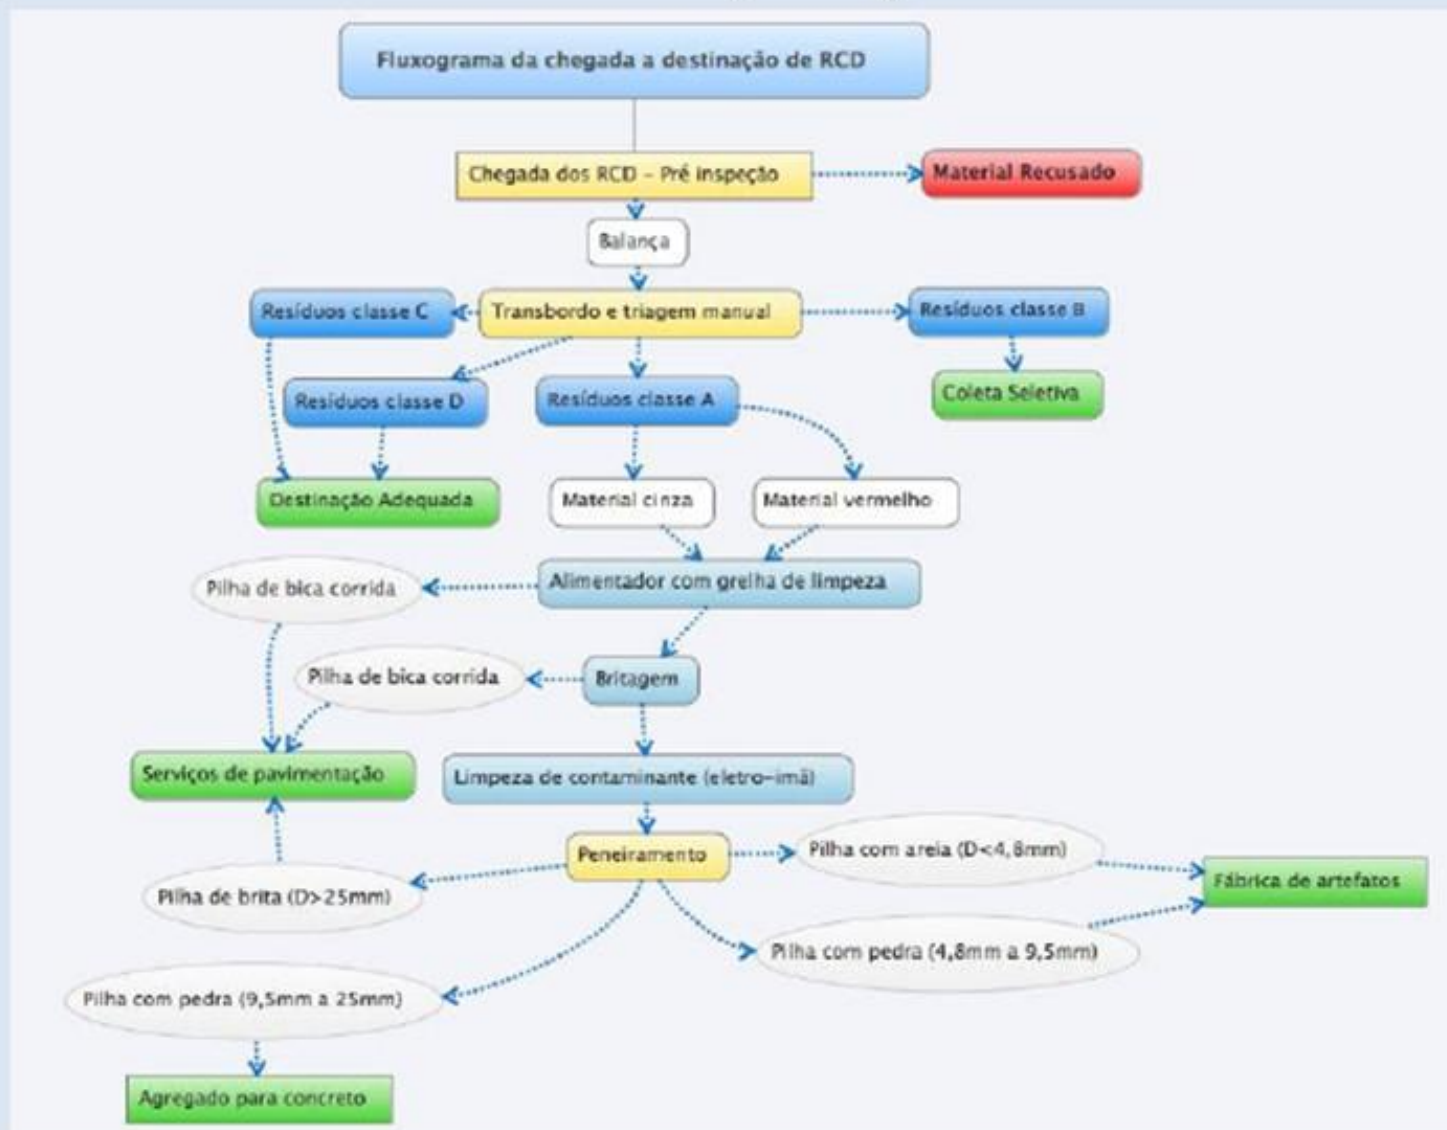 Fluxograma da chegada a destinação de RCD
Chegada dos RCD - Pré inspeção
Material Recusado
Balança
Resíduos classe C
Transbordo e triagem manual
Resíduos classe B
Resíduos classe D
Resíduos classe A
Coleta Seletiva
Destinação Adequada
Material cinza
Material vermelho
Pilha de bica corrida
Alimentador com grelha de limpeza
Pilha de bica corrida
Britagem
Serviços de pavimentação
Limpeza de contaminante (eletro-imã)
Peneiramento
Pilha com areia (D<4,8mm)
Fábrica de artefatos
Pilha de brita (D>25mm)
Pilha com pedra (4,8mm a 9,5mm)
Pilha com pedra (9,5mm a 25mm)
Agregado para concreto